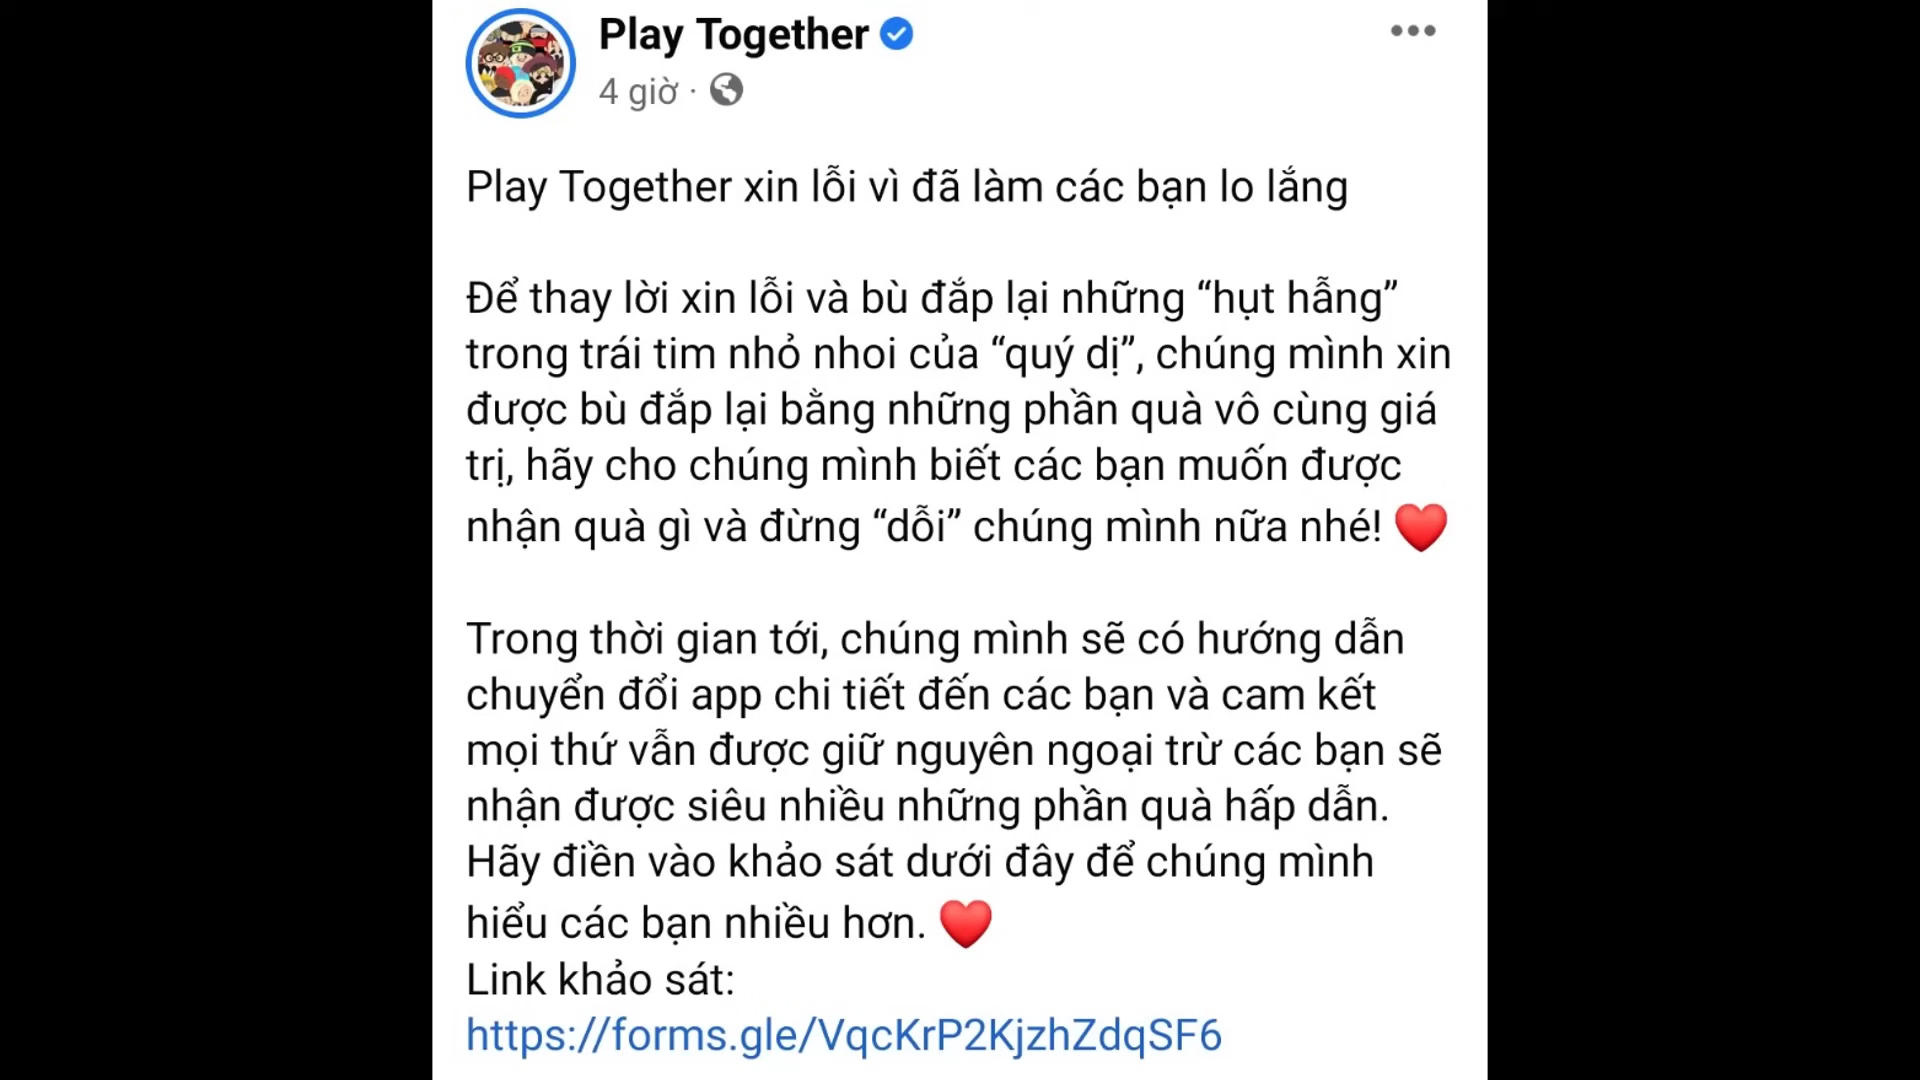 Play Together
4 giờ ·
Play Together xin lỗi vì đã làm các bạn lo lắng
Để thay lời xin lỗi và bù đắp lại những “hụt hẫng”
trong trái tim nhỏ nhoi của “quý dị”, chúng mình xin
được bù đắp lại bằng những phần quà vô cùng giá
trị, hãy cho chúng mình biết các bạn muốn được
nhận quà gì và đừng “dỗi” chúng mình nữa nhé! ❤️
Trong thời gian tới, chúng mình sẽ có hướng dẫn
chuyển đổi app chi tiết đến các bạn và cam kết
mọi thứ vẫn được giữ nguyên ngoại trừ các bạn sẽ
nhận được siêu nhiều những phần quà hấp dẫn.
Hãy điền vào khảo sát dưới đây để chúng mình
hiểu các bạn nhiều hơn. ❤️
Link khảo sát:
https://forms.gle/VqcKrP2KjzhZdqSF6